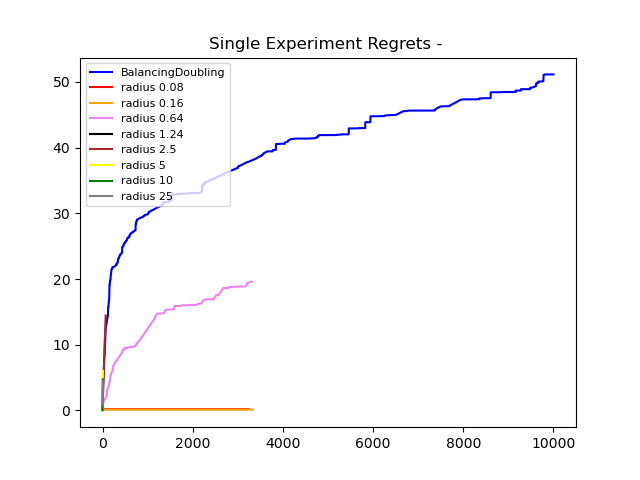 Single Experiment Regrets -
BalancingDoubling
radius 0.08
radius 0.16
radius 0.64
radius 1.24
radius 2.5
radius 5
radius 10
radius 25
50
40
30
20
10
0
0 2000 4000 6000 8000 10000